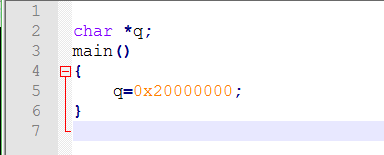 1
2 char *q;
3 main()
4 {
5 q=0x20000000;
6 }
7